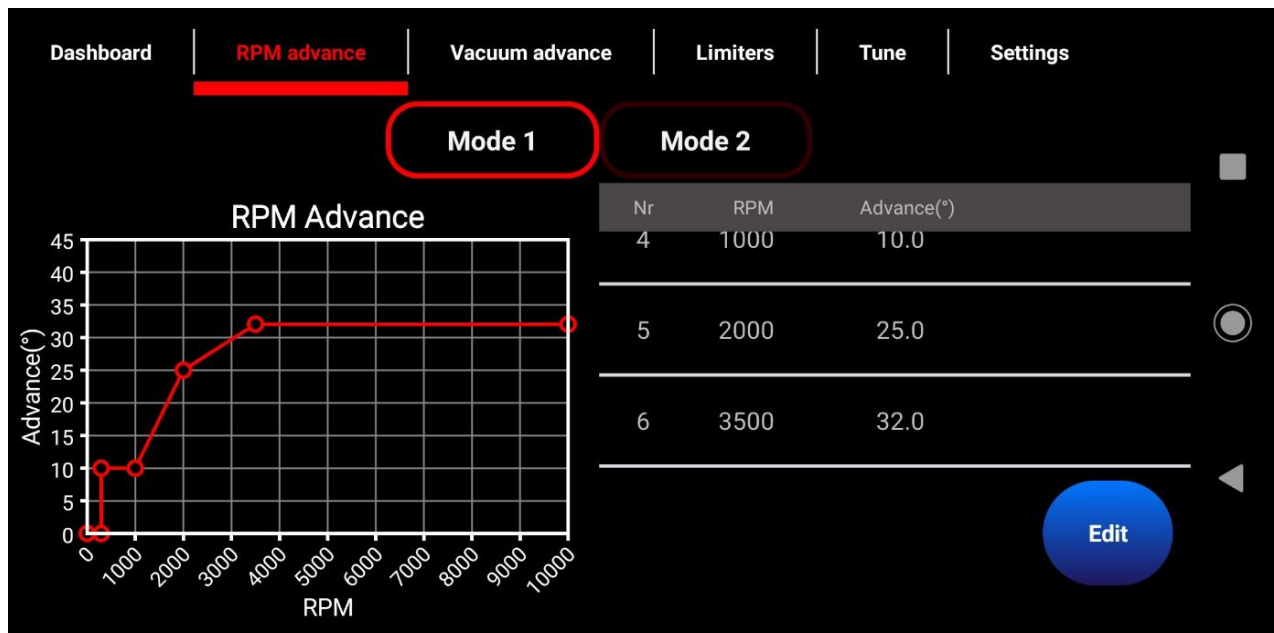 Dashboard RPM advance Vacuum advance Limiters Tune Settings
Mode 1 Mode 2
RPM Advance
45
40
35
30
25
20
15
10
5
0
Advance(°)
0 1000 2000 3000 4000 5000 6000 7000 8000 9000 10000
RPM
Nr RPM Advance(°)
4 1000 10.0
5 2000 25.0
6 3500 32.0
Edit